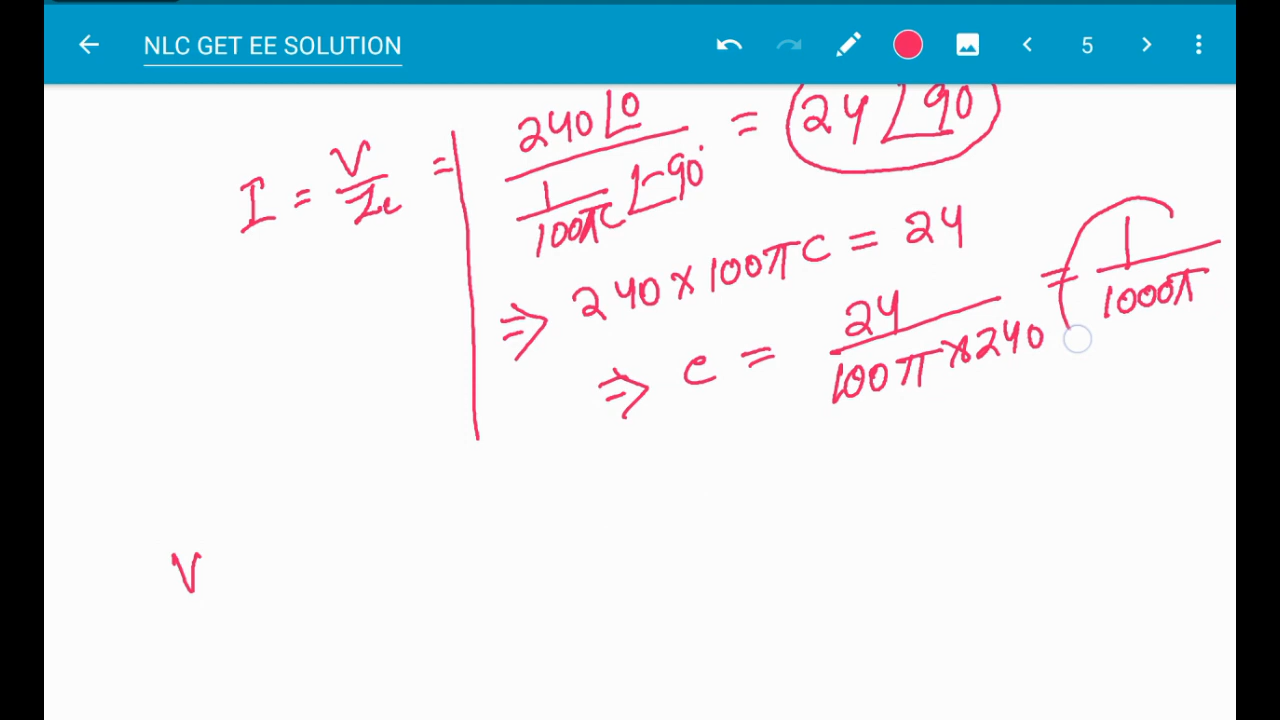 NLC GET EE SOLUTION 5
I = V/Zc = 240∠0 / (1/100πC ∠-90°) = 24∠90
⇒ 240×100πC = 24
⇒ C = 24/100π×240 = 1/1000π
V